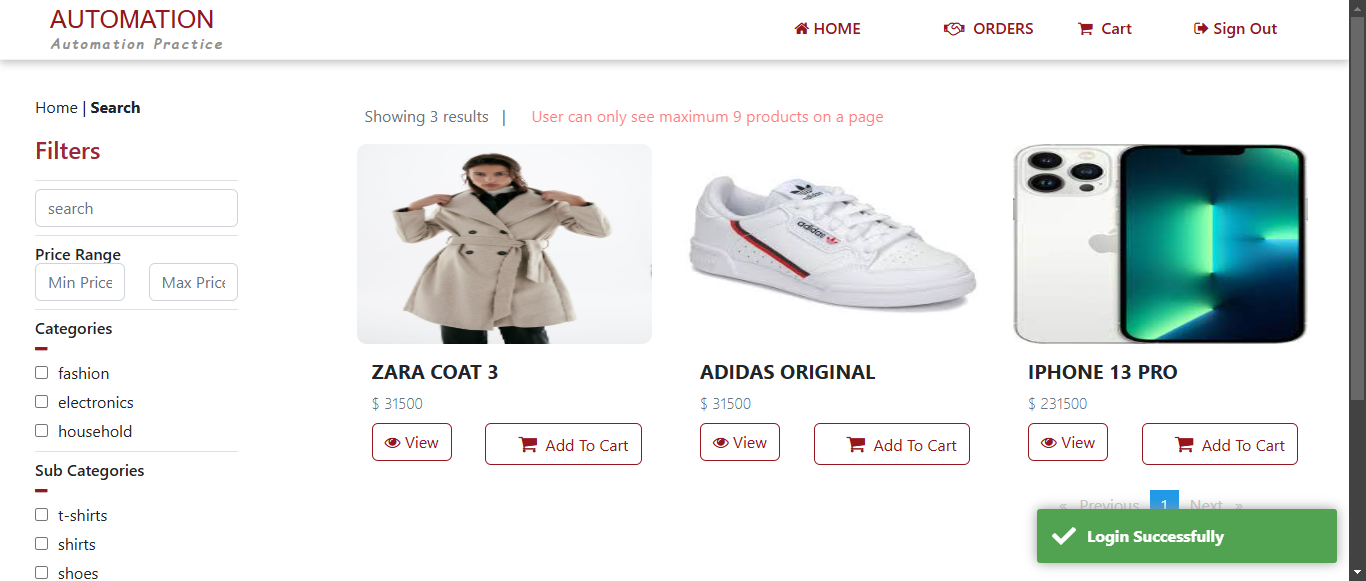 AUTOMATION
Automation Practice
HOME
ORDERS
Cart
Sign Out
Home | Search
Showing 3 results |
User can only see maximum 9 products on a page
Filters
search
Price Range
Min Price
Max Price
Categories
fashion
electronics
household
Sub Categories
t-shirts
shirts
shoes
adidas
ZARA COAT 3
$ 31500
View
Add To Cart
ADIDAS ORIGINAL
$ 31500
View
Add To Cart
IPHONE 13 PRO
$ 231500
View
Add To Cart
« Previous 1 Next »
Login Successfully